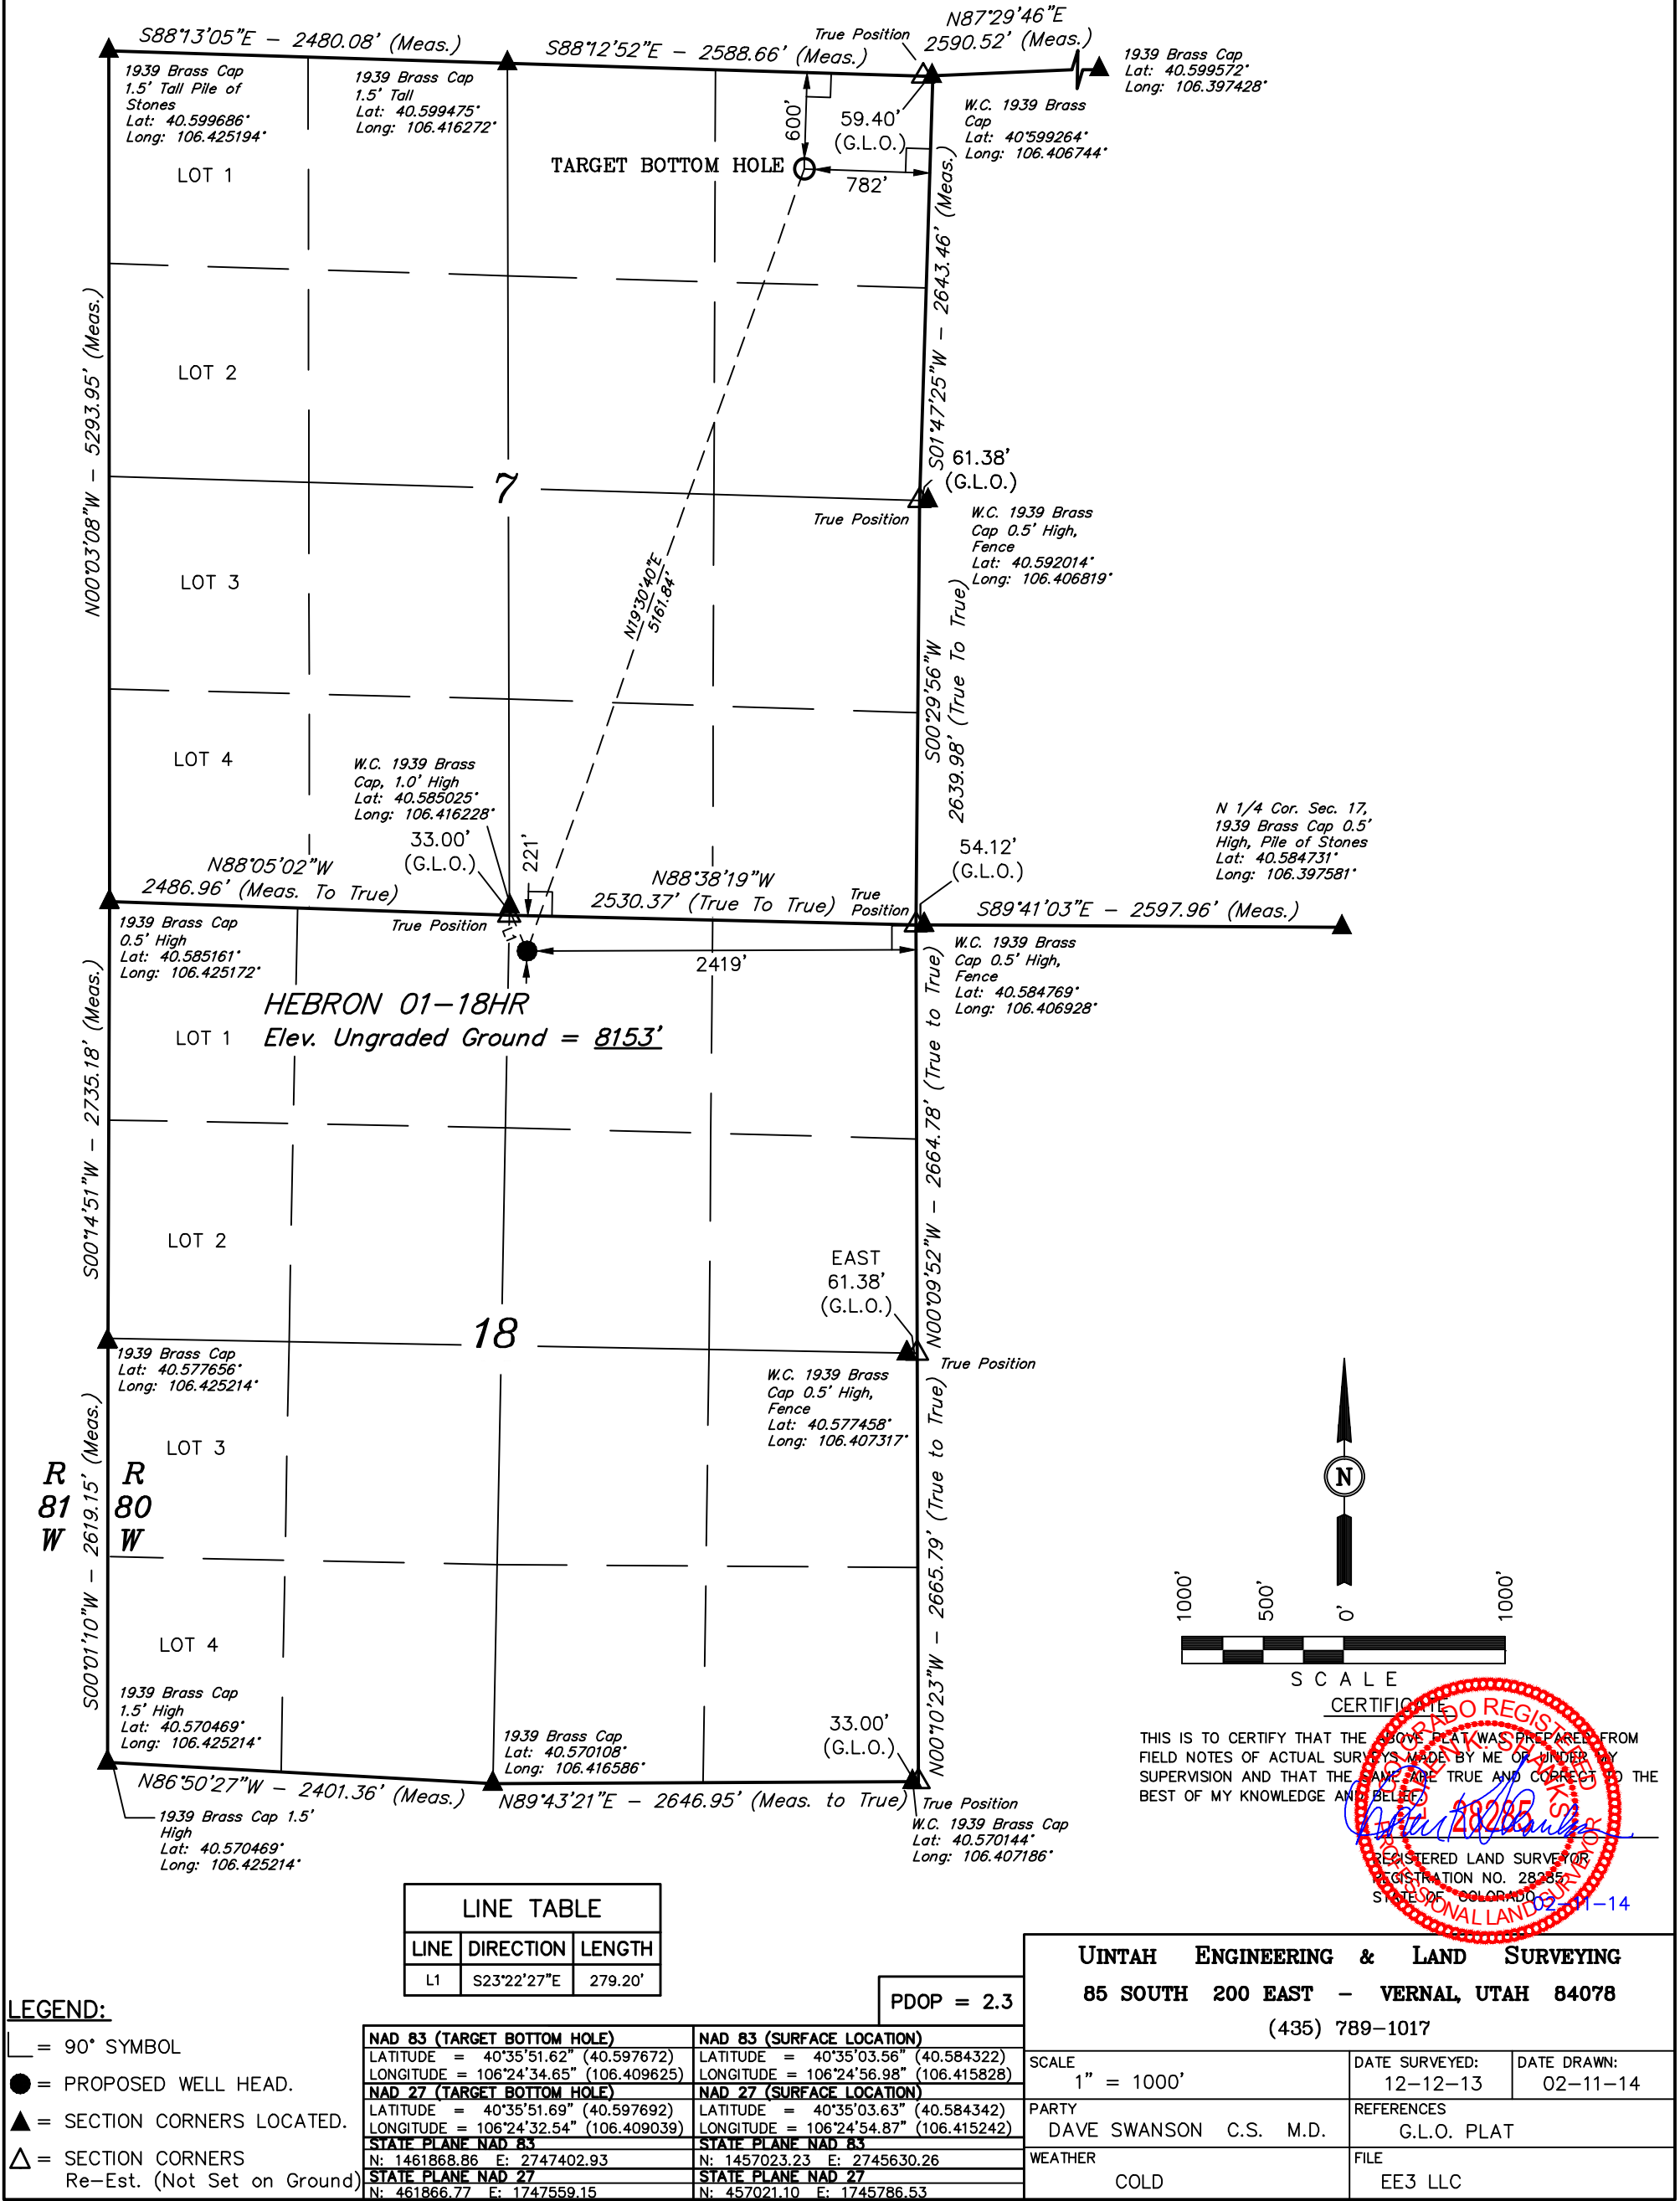 S88°13'05"E - 2480.08' (Meas.)
S88°12'52"E - 2588.66' (Meas.)
True Position
N87°29'46"E
2590.52' (Meas.)
1939 Brass Cap
Lat: 40.599572°
Long: 106.397428°
1939 Brass Cap
1.5' Tall Pile of
Stones
Lat: 40.599686°
Long: 106.425194°
1939 Brass Cap
1.5' Tall
Lat: 40.599475°
Long: 106.416272°
600'
59.40'
(G.L.O.)
W.C. 1939 Brass
Cap
Lat: 40°599264°
Long: 106.406744°
LOT 1
TARGET BOTTOM HOLE
782'
N00°03'08"W - 5293.95' (Meas.)
S01°47'25"W - 2643.46' (Meas.)
LOT 2
7
61.38'
(G.L.O.)
True Position
W.C. 1939 Brass
Cap 0.5' High,
Fence
Lat: 40.592014°
Long: 106.406819°
LOT 3
N19°30'40"E
5161.84'
S00°29'56"W
2639.98' (True To True)
LOT 4
W.C. 1939 Brass
Cap, 1.0' High
Lat: 40.585025°
Long: 106.416228°
33.00'
(G.L.O.)
221'
54.12'
(G.L.O.)
N 1/4 Cor. Sec. 17,
1939 Brass Cap 0.5'
High, Pile of Stones
Lat: 40.584731°
Long: 106.397581°
N88°05'02"W
2486.96' (Meas. To True)
N88°38'19"W
2530.37' (True To True)
True
Position
S89°41'03"E - 2597.96' (Meas.)
True Position
L1
1939 Brass Cap
0.5' High
Lat: 40.585161°
Long: 106.425172°
2419'
W.C. 1939 Brass
Cap 0.5' High,
Fence
Lat: 40.584769°
Long: 106.406928°
HEBRON 01-18HR
Elev. Ungraded Ground = 8153'
LOT 1
S00°14'51"W - 2735.18' (Meas.)
N00°09'52"W - 2664.78' (True to True)
LOT 2
EAST
61.38'
(G.L.O.)
18
True Position
1939 Brass Cap
Lat: 40.577656°
Long: 106.425214°
W.C. 1939 Brass
Cap 0.5' High,
Fence
Lat: 40.577458°
Long: 106.407317°
LOT 3
R
81
W
R
80
W
S00°01'10"W - 2619.15' (Meas.)
N00°10'23"W - 2665.79' (True to True)
N
LOT 4
1000'
500'
0'
1000'
SCALE
1939 Brass Cap
1.5' High
Lat: 40.570469°
Long: 106.425214°
1939 Brass Cap
Lat: 40.570108°
Long: 106.416586°
33.00'
(G.L.O.)
N86°50'27"W - 2401.36' (Meas.)
N89°43'21"E - 2646.95' (Meas. to True)
True Position
W.C. 1939 Brass Cap
Lat: 40.570144°
Long: 106.407186°
1939 Brass Cap 1.5'
High
Lat: 40.570469°
Long: 106.425214°
CERTIFICATE
THIS IS TO CERTIFY THAT THE ABOVE PLAT WAS PREPARED FROM
FIELD NOTES OF ACTUAL SURVEYS MADE BY ME OR UNDER MY
SUPERVISION AND THAT THE SAME ARE TRUE AND CORRECT TO THE
BEST OF MY KNOWLEDGE AND BELIEF.
REGISTERED LAND SURVEYOR
REGISTRATION NO. 28285
STATE OF COLORADO
02-11-14
COLORADO REGISTERED
LOREN K. SHANKS
28285
PROFESSIONAL LAND SURVEYOR
LINE TABLE
LINE DIRECTION LENGTH
L1 S23°22'27"E 279.20'
PDOP = 2.3
LEGEND:
= 90° SYMBOL
= PROPOSED WELL HEAD.
= SECTION CORNERS LOCATED.
= SECTION CORNERS
Re-Est. (Not Set on Ground)
NAD 83 (TARGET BOTTOM HOLE)
LATITUDE = 40°35'51.62" (40.597672)
LONGITUDE = 106°24'34.65" (106.409625)
NAD 27 (TARGET BOTTOM HOLE)
LATITUDE = 40°35'51.69" (40.597692)
LONGITUDE = 106°24'32.54" (106.409039)
STATE PLANE NAD 83
N: 1461868.86 E: 2747402.93
STATE PLANE NAD 27
N: 461866.77 E: 1747559.15
NAD 83 (SURFACE LOCATION)
LATITUDE = 40°35'03.56" (40.584322)
LONGITUDE = 106°24'56.98" (106.415828)
NAD 27 (SURFACE LOCATION)
LATITUDE = 40°35'03.63" (40.584342)
LONGITUDE = 106°24'54.87" (106.415242)
STATE PLANE NAD 83
N: 1457023.23 E: 2745630.26
STATE PLANE NAD 27
N: 457021.10 E: 1745786.53
UINTAH ENGINEERING & LAND SURVEYING
85 SOUTH 200 EAST - VERNAL, UTAH 84078
(435) 789-1017
SCALE
1" = 1000'
DATE SURVEYED:
12-12-13
DATE DRAWN:
02-11-14
PARTY
DAVE SWANSON C.S. M.D.
REFERENCES
G.L.O. PLAT
WEATHER
COLD
FILE
EE3 LLC